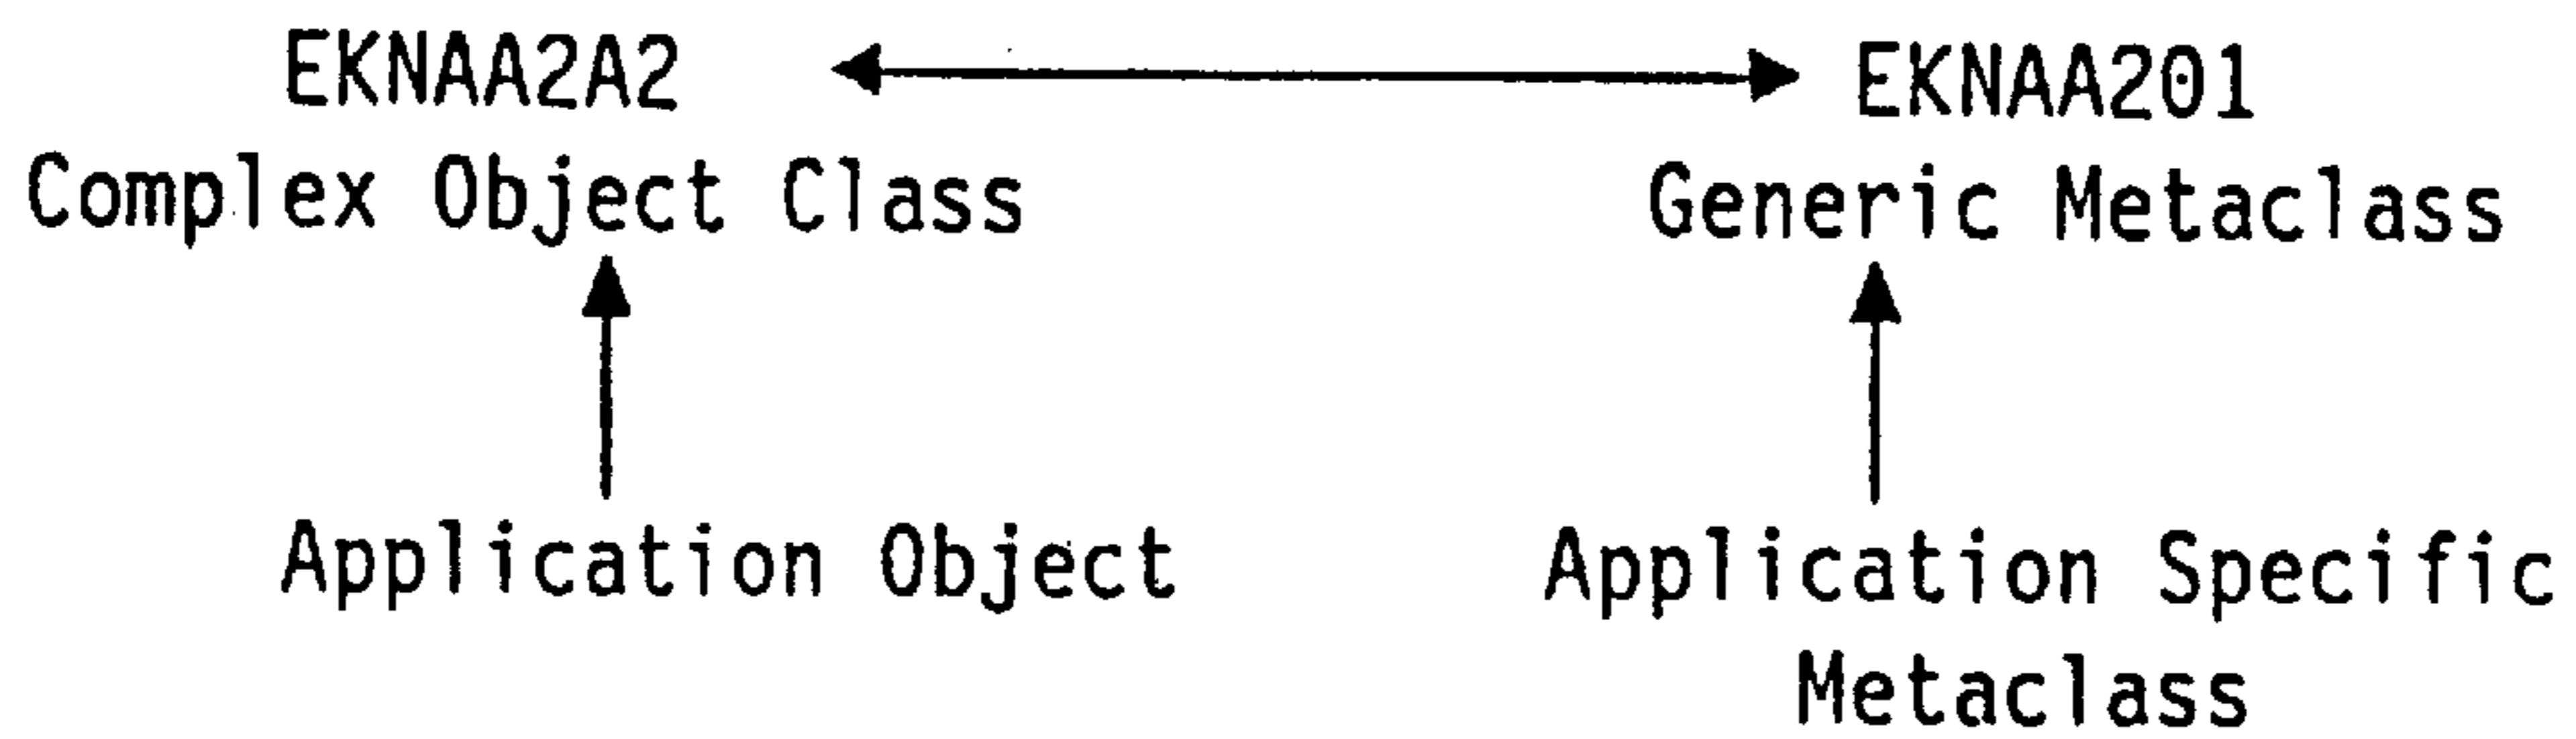 EKNAA2A2 EKNAA201
Complex Object Class Generic Metaclass
Application Object Application Specific
Metaclass